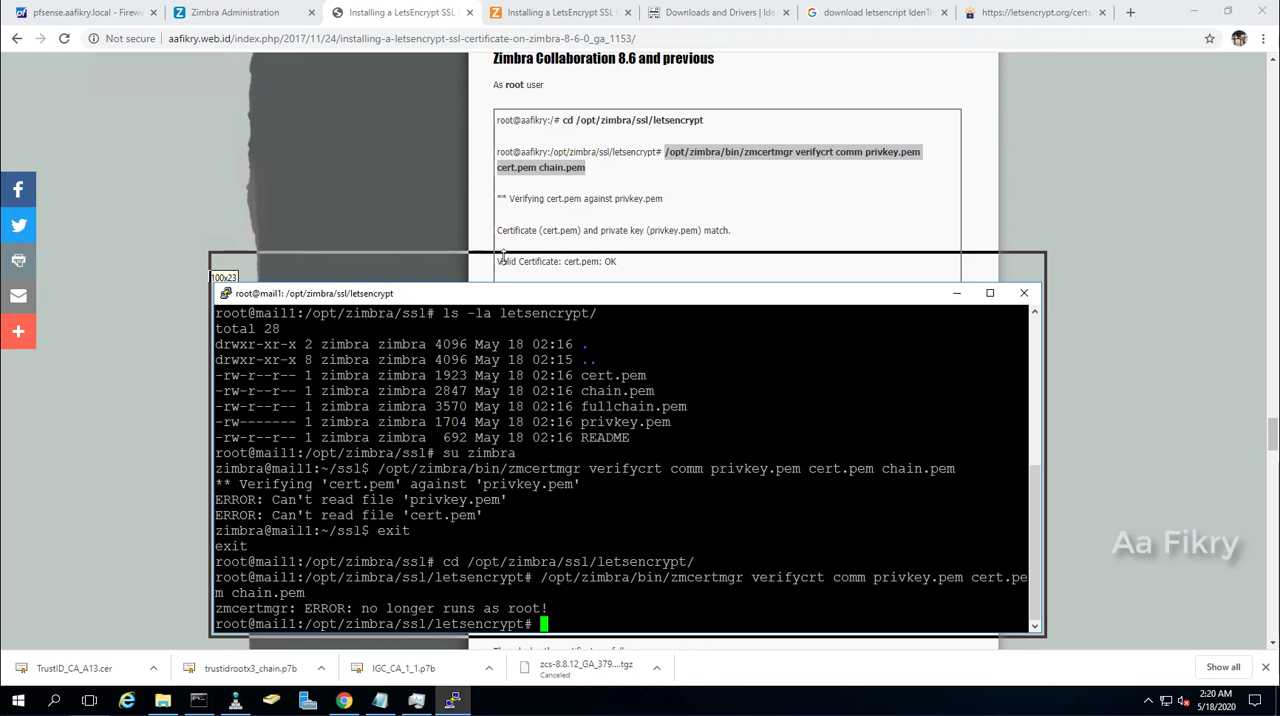 pfsense.aafikry.co.id - Firewa
Zimbra Administration
Installing a LetsEncrypt SSL Ce
Installing a LetsEncrypt SSL Ce
Downloads and Drivers | Ide
download letsencript IdenTr
https://letsencrypt.org/certs
Not secure
aafikry.web.id/index.php/2017/11/24/installing-a-letsencrypt-ssl-certificate-on-zimbra-8-6-0_ga_1153/
Zimbra Collaboration 8.6 and previous
As root user
root@aafikry:/# cd /opt/zimbra/ssl/letsencrypt
root@aafikry:/opt/zimbra/ssl/letsencrypt# /opt/zimbra/bin/zmcertmgr verifycrt comm privkey.pem
cert.pem chain.pem
** Verifying cert.pem against privkey.pem
Certificate (cert.pem) and private key (privkey.pem) match.
Valid Certificate: cert.pem: OK
100x23
root@mail1: /opt/zimbra/ssl/letsencrypt
root@mail1:/opt/zimbra/ssl# ls -la letsencrypt/
total 28
drwxr-xr-x 2 zimbra zimbra 4096 May 18 02:16 .
drwxr-xr-x 8 zimbra zimbra 4096 May 18 02:15 ..
-rw-r--r-- 1 zimbra zimbra 1923 May 18 02:16 cert.pem
-rw-r--r-- 1 zimbra zimbra 2847 May 18 02:16 chain.pem
-rw-r--r-- 1 zimbra zimbra 3570 May 18 02:16 fullchain.pem
-rw------- 1 zimbra zimbra 1704 May 18 02:16 privkey.pem
-rw-r--r-- 1 zimbra zimbra  692 May 18 02:16 README
root@mail1:/opt/zimbra/ssl# su zimbra
zimbra@mail1:~/ssl$ /opt/zimbra/bin/zmcertmgr verifycrt comm privkey.pem cert.pem chain.pem
** Verifying 'cert.pem' against 'privkey.pem'
ERROR: Can't read file 'privkey.pem'
ERROR: Can't read file 'cert.pem'
zimbra@mail1:~/ssl$ exit
exit
root@mail1:/opt/zimbra/ssl# cd /opt/zimbra/ssl/letsencrypt/
root@mail1:/opt/zimbra/ssl/letsencrypt# /opt/zimbra/bin/zmcertmgr verifycrt comm privkey.pem cert.pe
m chain.pem
zmcertmgr: ERROR: no longer runs as root!
root@mail1:/opt/zimbra/ssl/letsencrypt#
Aa Fikry
TrustID_CA_A13.cer
trustidrootx3_chain.p7b
IGC_CA_1_1.p7b
zcs-8.8.12_GA_379....tgz
Canceled
Show all
2:20 AM
5/18/2020